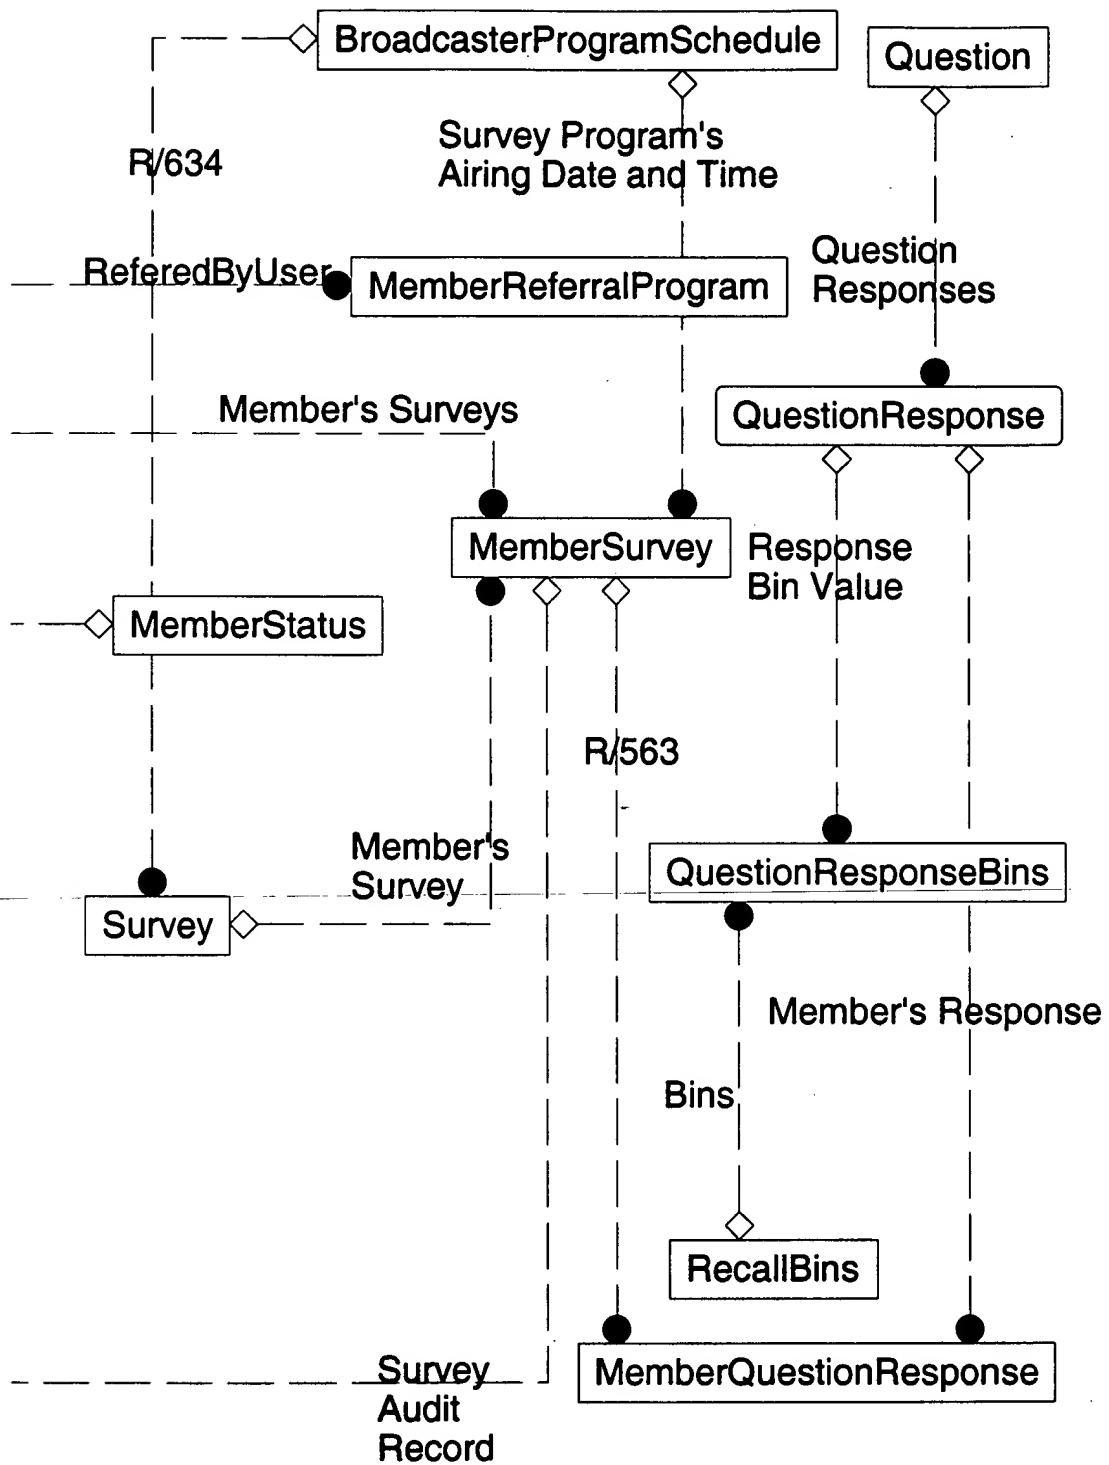 BroadcasterProgramSchedule
Question
Survey Program's
Airing Date and Time
R/634
Question
Responses
ReferedByUser
MemberReferralProgram
Member's Surveys
QuestionResponse
MemberSurvey
Response
Bin Value
MemberStatus
R/563
Member's
Survey
QuestionResponseBins
Survey
Member's Response
Bins
RecallBins
MemberQuestionResponse
Survey
Audit
Record